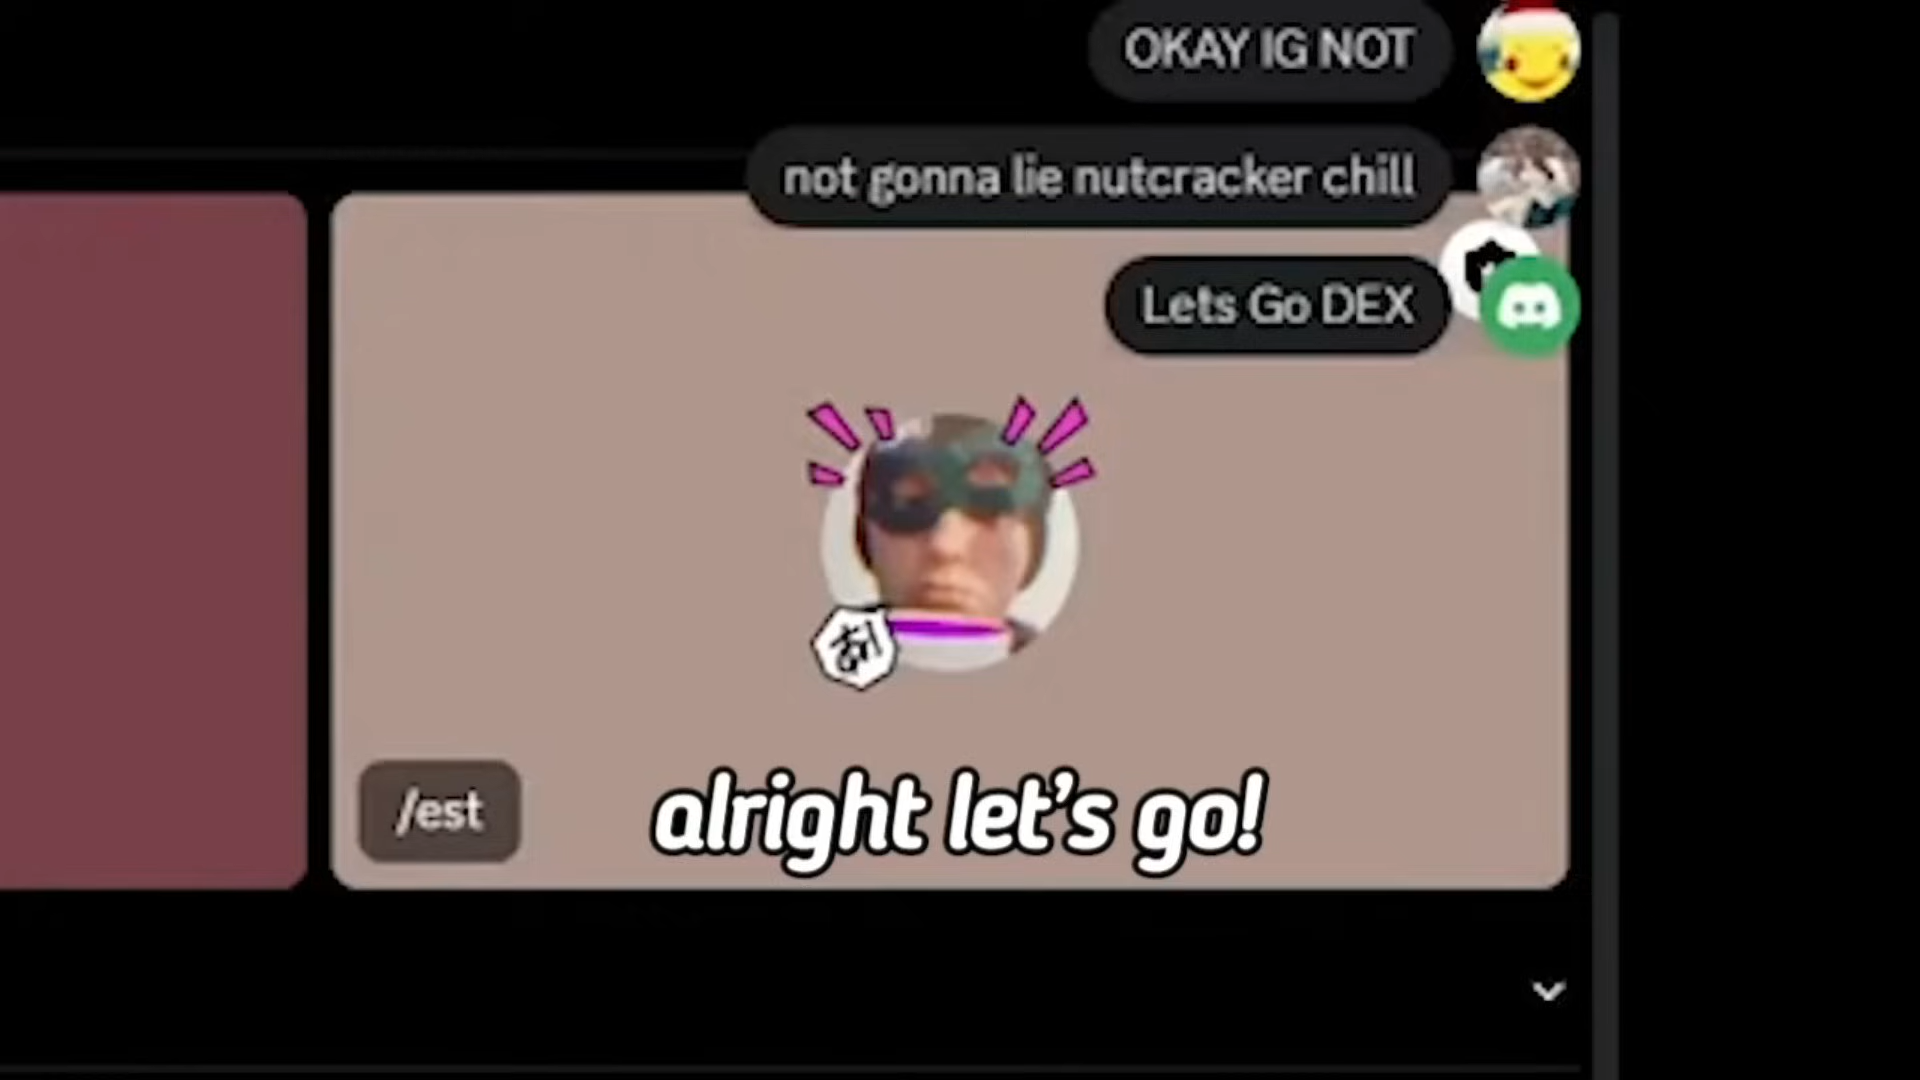 OKAY IG NOT
not gonna lie nutcracker chill
Lets Go DEX
/est
alright let's go!